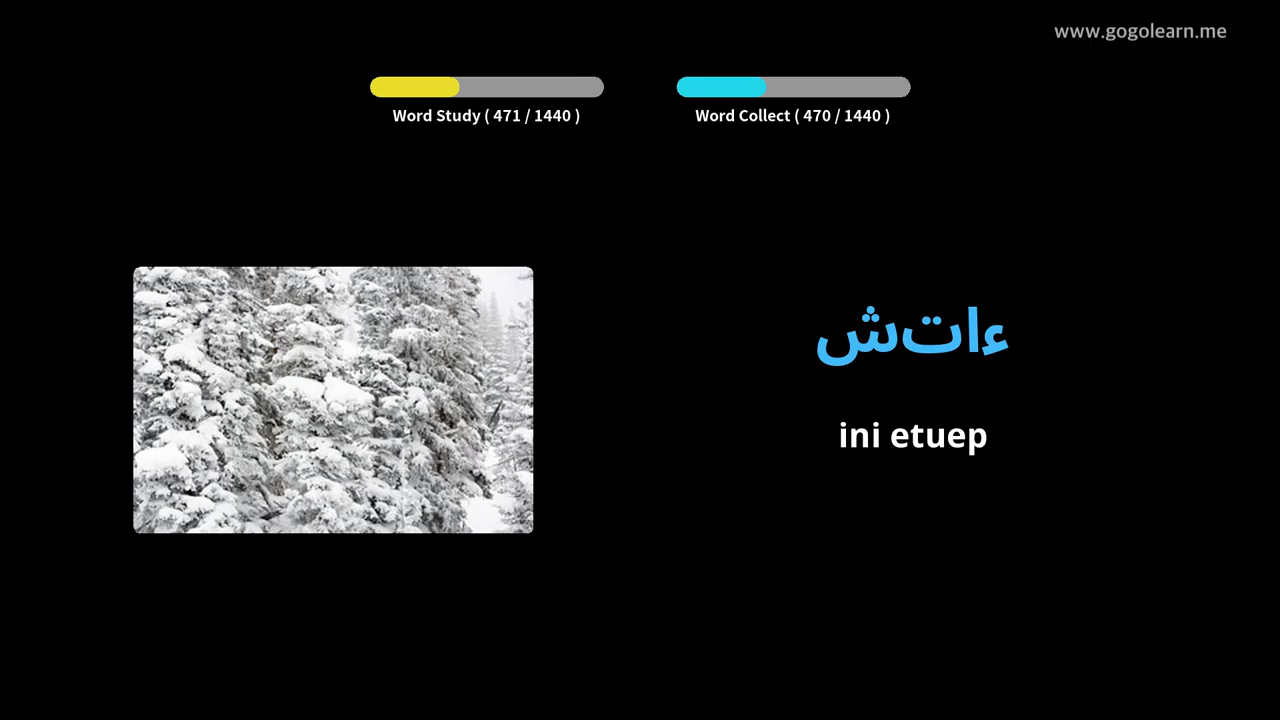 www.gogolearn.me
Word Study ( 471 / 1440 )
Word Collect ( 470 / 1440 )
ءاتش
ini etuep